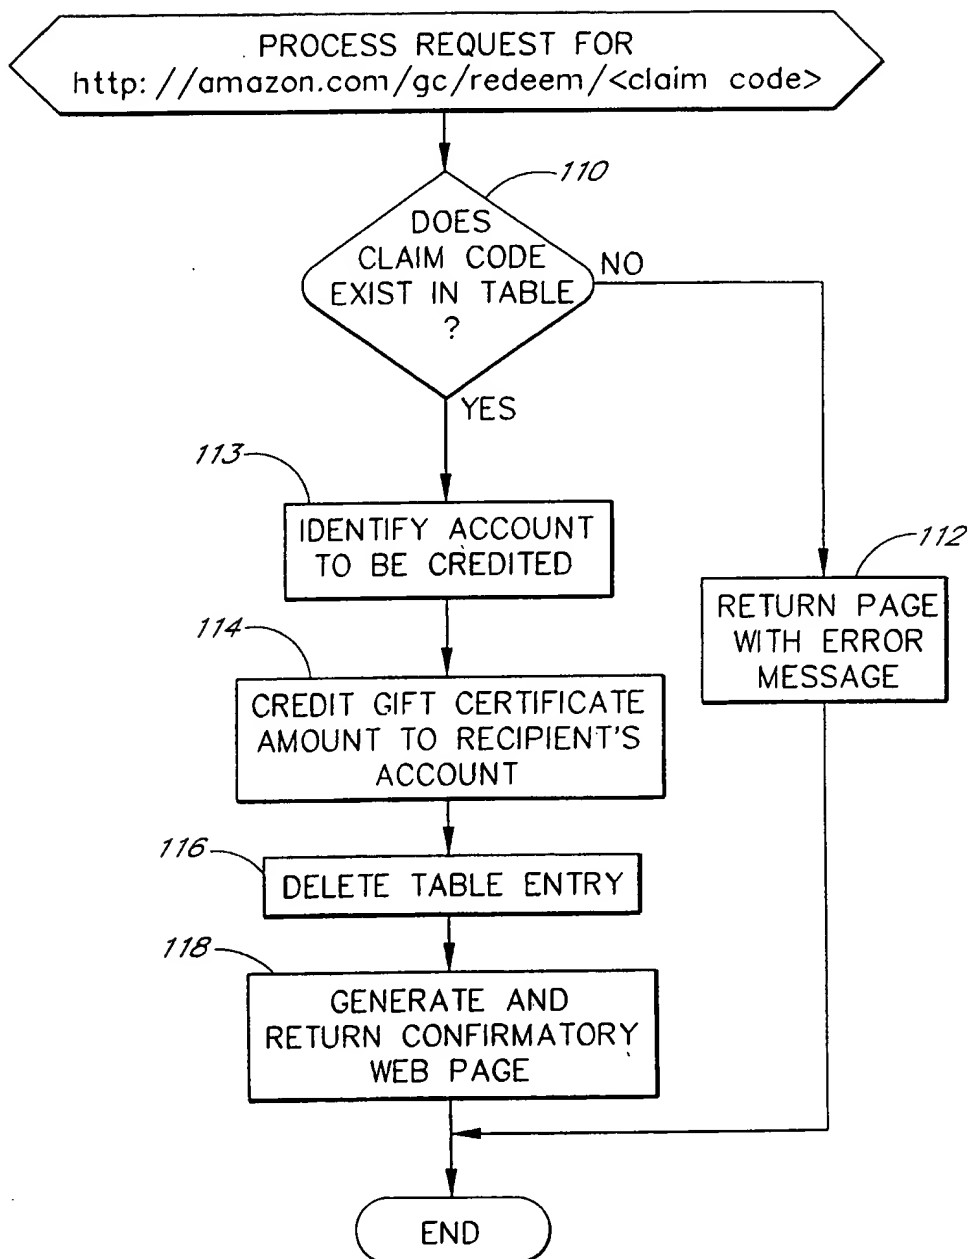 PROCESS REQUEST FOR
http://amazon.com/gc/redeem/<claim code>
110
DOES
CLAIM CODE
EXIST IN TABLE
?
NO
YES
113
IDENTIFY ACCOUNT
TO BE CREDITED
112
RETURN PAGE
WITH ERROR
MESSAGE
114
CREDIT GIFT CERTIFICATE
AMOUNT TO RECIPIENT'S
ACCOUNT
116
DELETE TABLE ENTRY
118
GENERATE AND
RETURN CONFIRMATORY
WEB PAGE
END